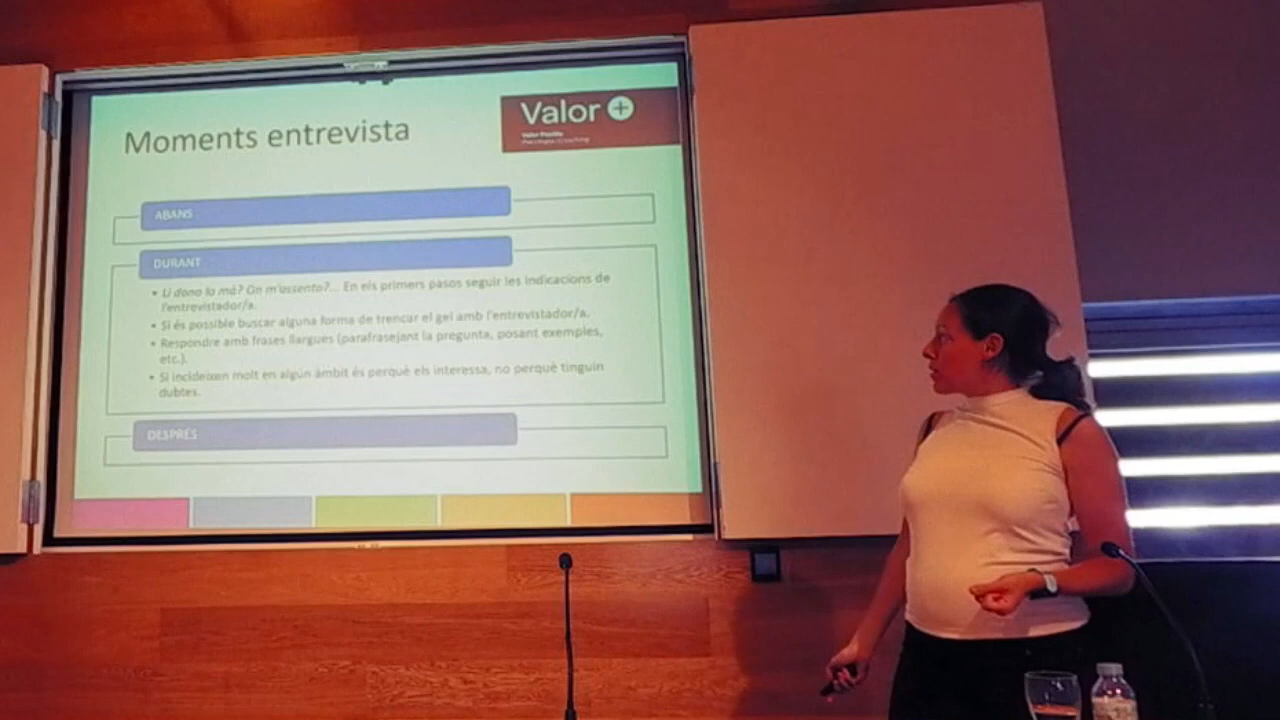 Moments entrevista
Valor +
Valor Positiu
ABANS
DURANT
• Li dono la mà? On m'assento?... En els primers pasos seguir les indicacions de
l'entrevistador/a.
• Si és possible buscar alguna forma de trencar el gel amb l'entrevistador/a.
• Respondre amb frases llargues (parafrasejant la pregunta, posant exemples,
etc.).
• Si incideixen molt en algún àmbit és perquè els interessa, no perquè tinguin
dubtes.
DESPRÉS